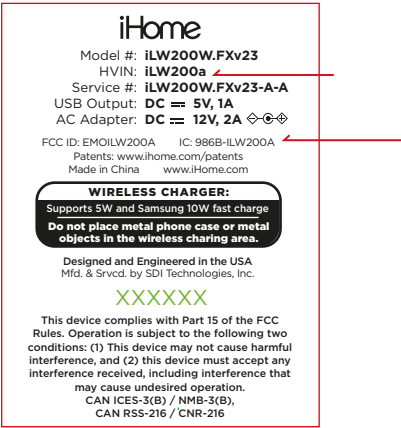 iHome
Model #: iLW200W.FXv23
HVIN: iLW200a
Service #: iLW200W.FXv23-A-A
USB Output: DC ⎓ 5V, 1A
AC Adapter: DC ⎓ 12V, 2A
FCC ID: EMOILW200A IC: 986B-ILW200A
Patents: www.ihome.com/patents
Made in China www.iHome.com
WIRELESS CHARGER:
Supports 5W and Samsung 10W fast charge
Do not place metal phone case or metal
objects in the wireless charing area.
Designed and Engineered in the USA
Mfd. & Srvcd. by SDI Technologies, Inc.
XXXXXX
This device complies with Part 15 of the FCC
Rules. Operation is subject to the following two
conditions: (1) This device may not cause harmful
interference, and (2) this device must accept any
interference received, including interference that
may cause undesired operation.
CAN ICES-3(B) / NMB-3(B),
CAN RSS-216 / CNR-216